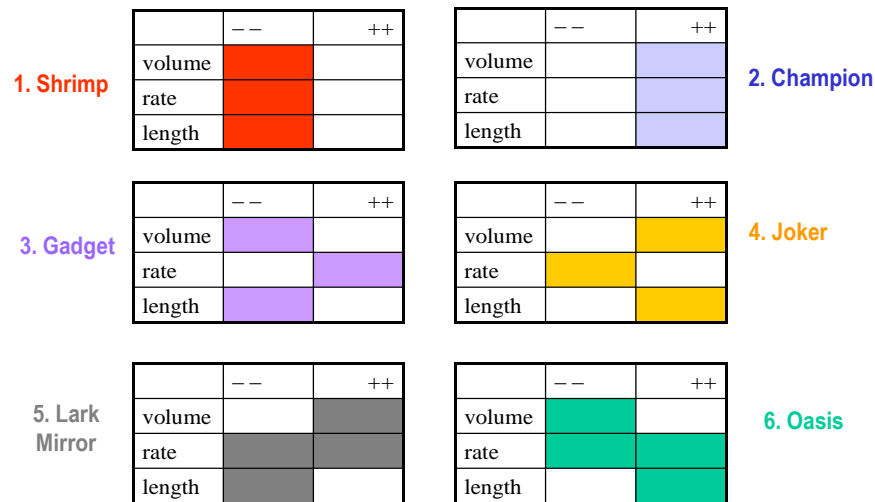 1. Shrimp
– – ++
volume
rate
length
– – ++
volume
rate
length
2. Champion
3. Gadget
– – ++
volume
rate
length
– – ++
volume
rate
length
4. Joker
5. Lark
Mirror
– – ++
volume
rate
length
– – ++
volume
rate
length
6. Oasis